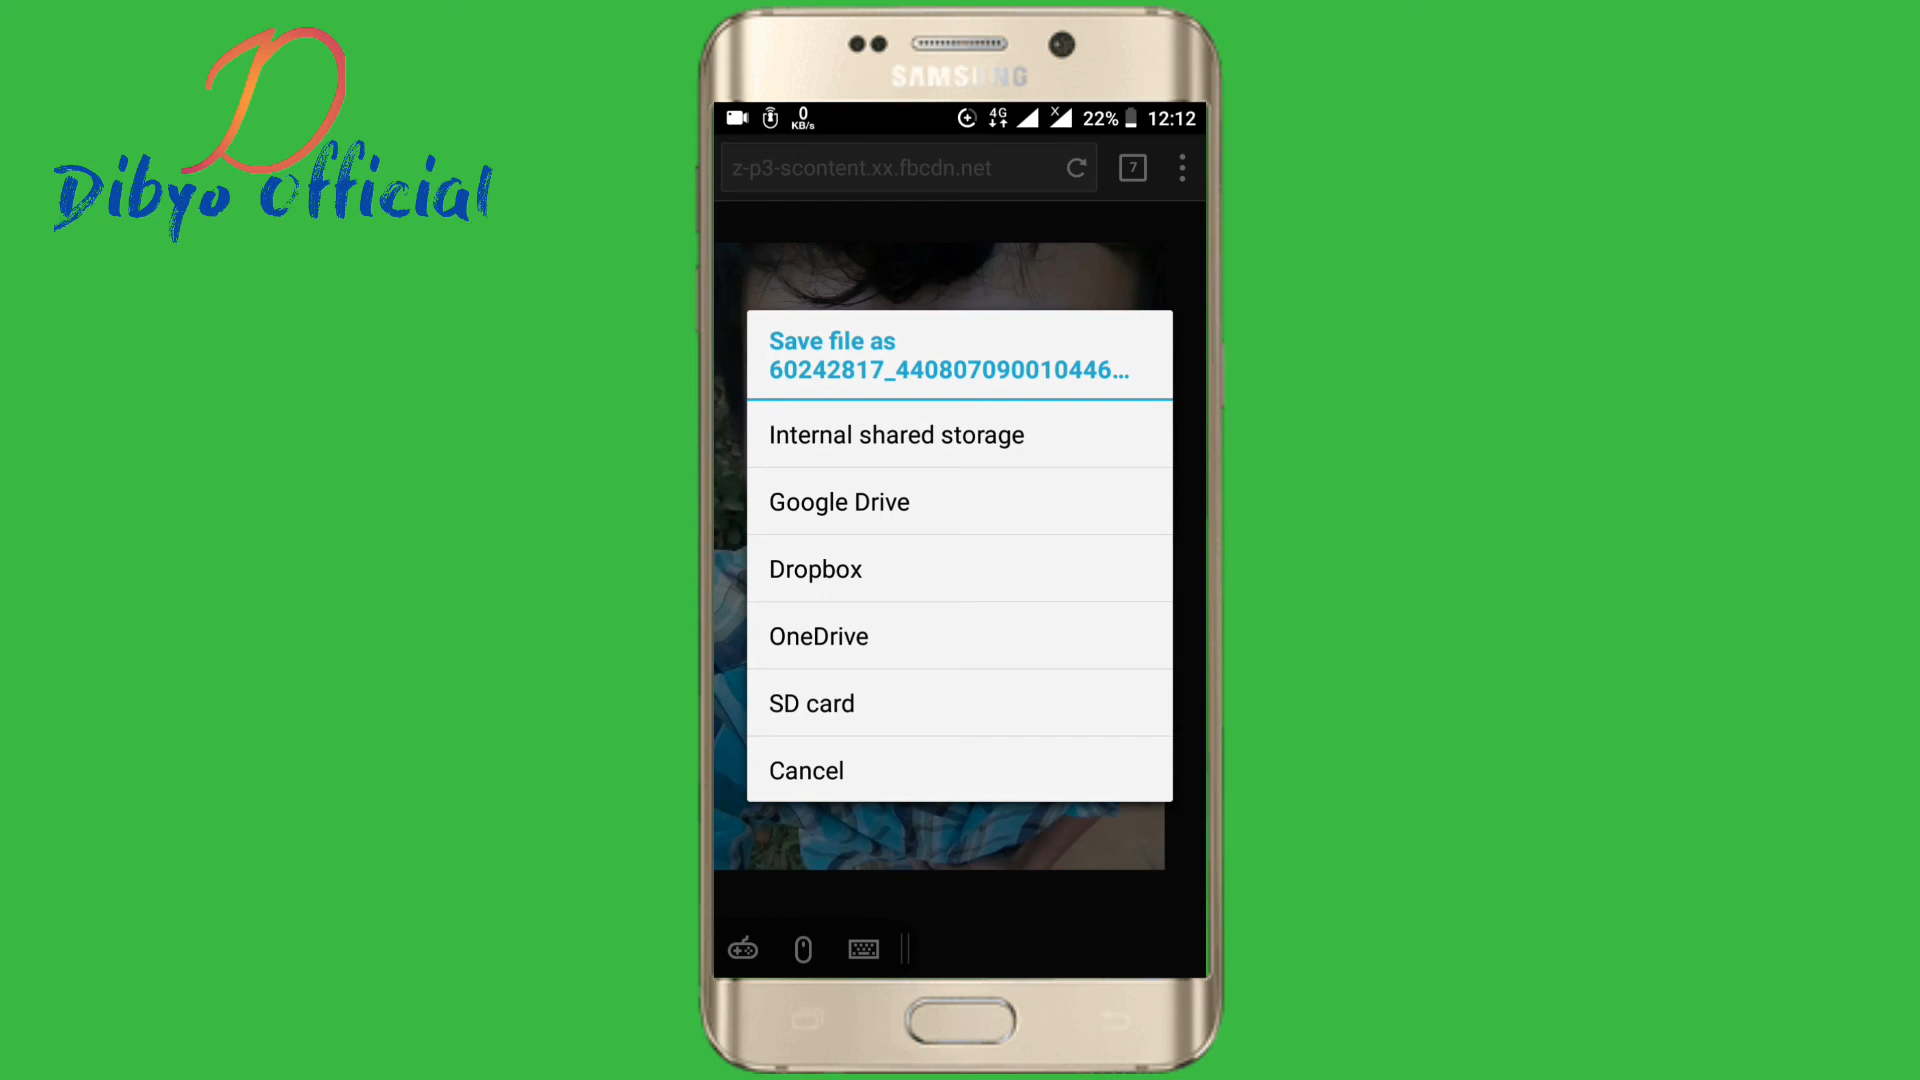 D
Dibyo Official
SAMSUNG
0
KB/s
4G
X
22%
12:12
z-p3-scontent.xx.fbcdn.net
7
Save file as
60242817_440807090010446...
Internal shared storage
Google Drive
Dropbox
OneDrive
SD card
Cancel